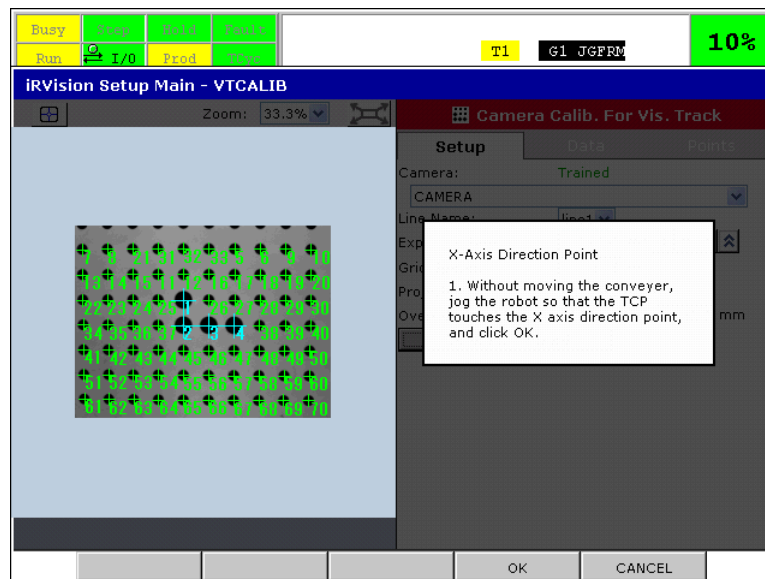 Busy Step Hold Fault
Run I/O Prod TCyc
T1 G1 JGFRM 10%
iRVision Setup Main - VTCALIB
Zoom: 33.3%
Camera Calib. For Vis. Track
Setup Data Points
Camera: Trained
CAMERA
Line Name: line1
Exp
Grid
Proj
Over mm
X-Axis Direction Point
1. Without moving the conveyer,
jog the robot so that the TCP
touches the X axis direction point,
and click OK.
7 8 21 31 32 33 5 6 9 10
13 14 15 11 12 16 17 18 19 20
22 23 24 25 1 26 27 28 29 30
34 35 36 37 2 3 4 38 39 40
41 42 43 44 45 46 47 48 49 50
51 52 53 54 55 56 57 58 59 60
61 62 63 64 65 66 67 68 69 70
OK CANCEL